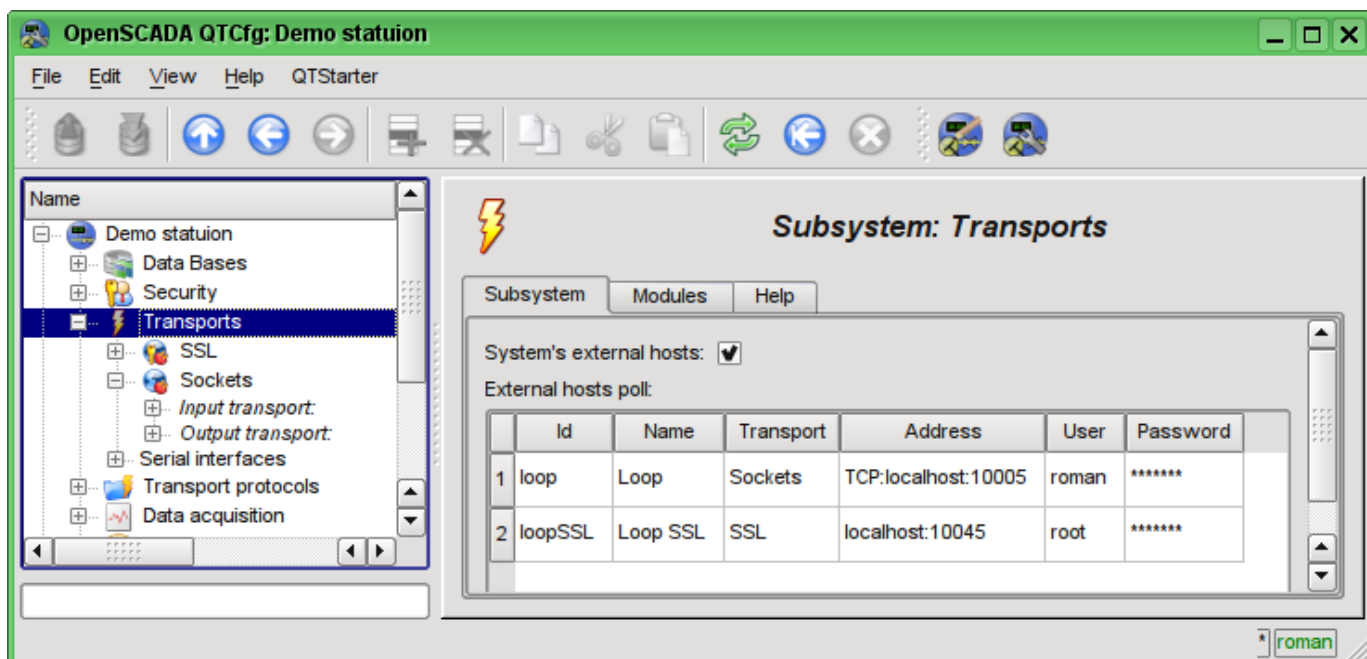 OpenSCADA QTCfg: Demo statuion
File Edit View Help QTStarter
Name
Demo statuion
Data Bases
Security
Transports
SSL
Sockets
Input transport:
Output transport:
Serial interfaces
Transport protocols
Data acquisition
Subsystem: Transports
Subsystem Modules Help
System's external hosts:
External hosts poll:
Id Name Transport Address User Password
1 loop Loop Sockets TCP:localhost:10005 roman *******
2 loopSSL Loop SSL SSL localhost:10045 root *******
* roman